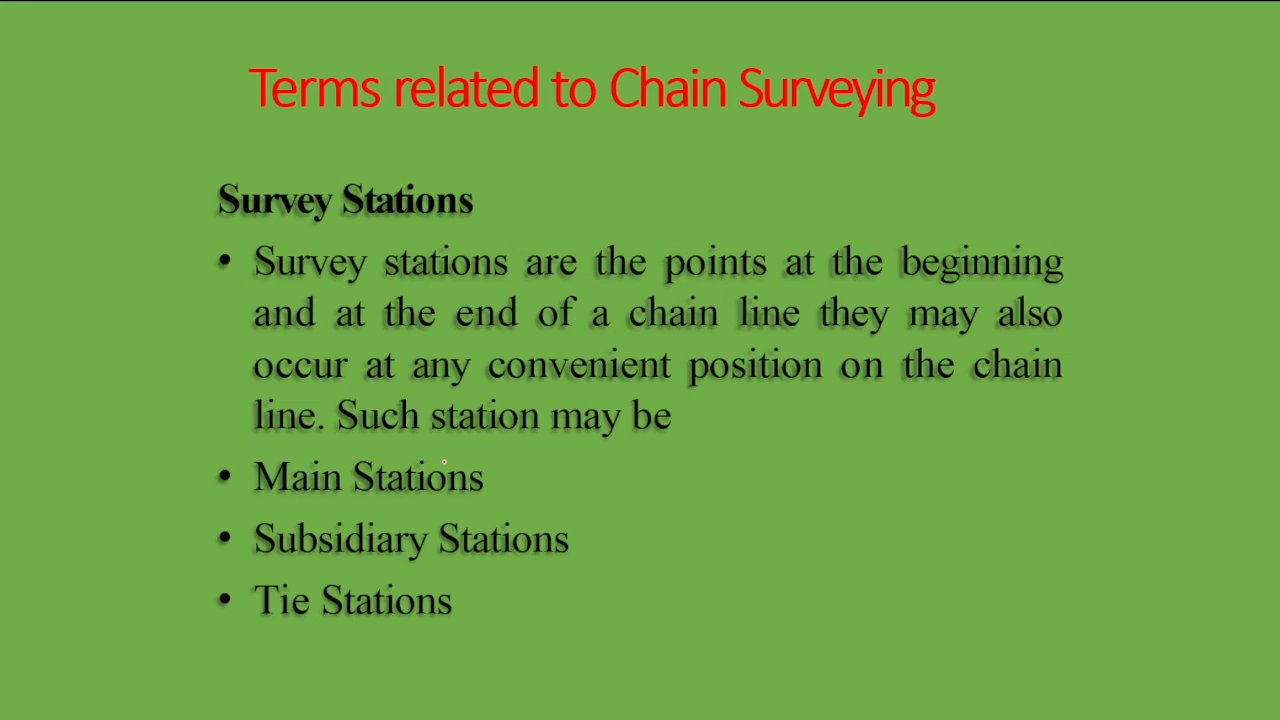 Terms related to Chain Surveying
Survey Stations
• Survey stations are the points at the beginning
and at the end of a chain line they may also
occur at any convenient position on the chain
line. Such station may be
• Main Stations
• Subsidiary Stations
• Tie Stations